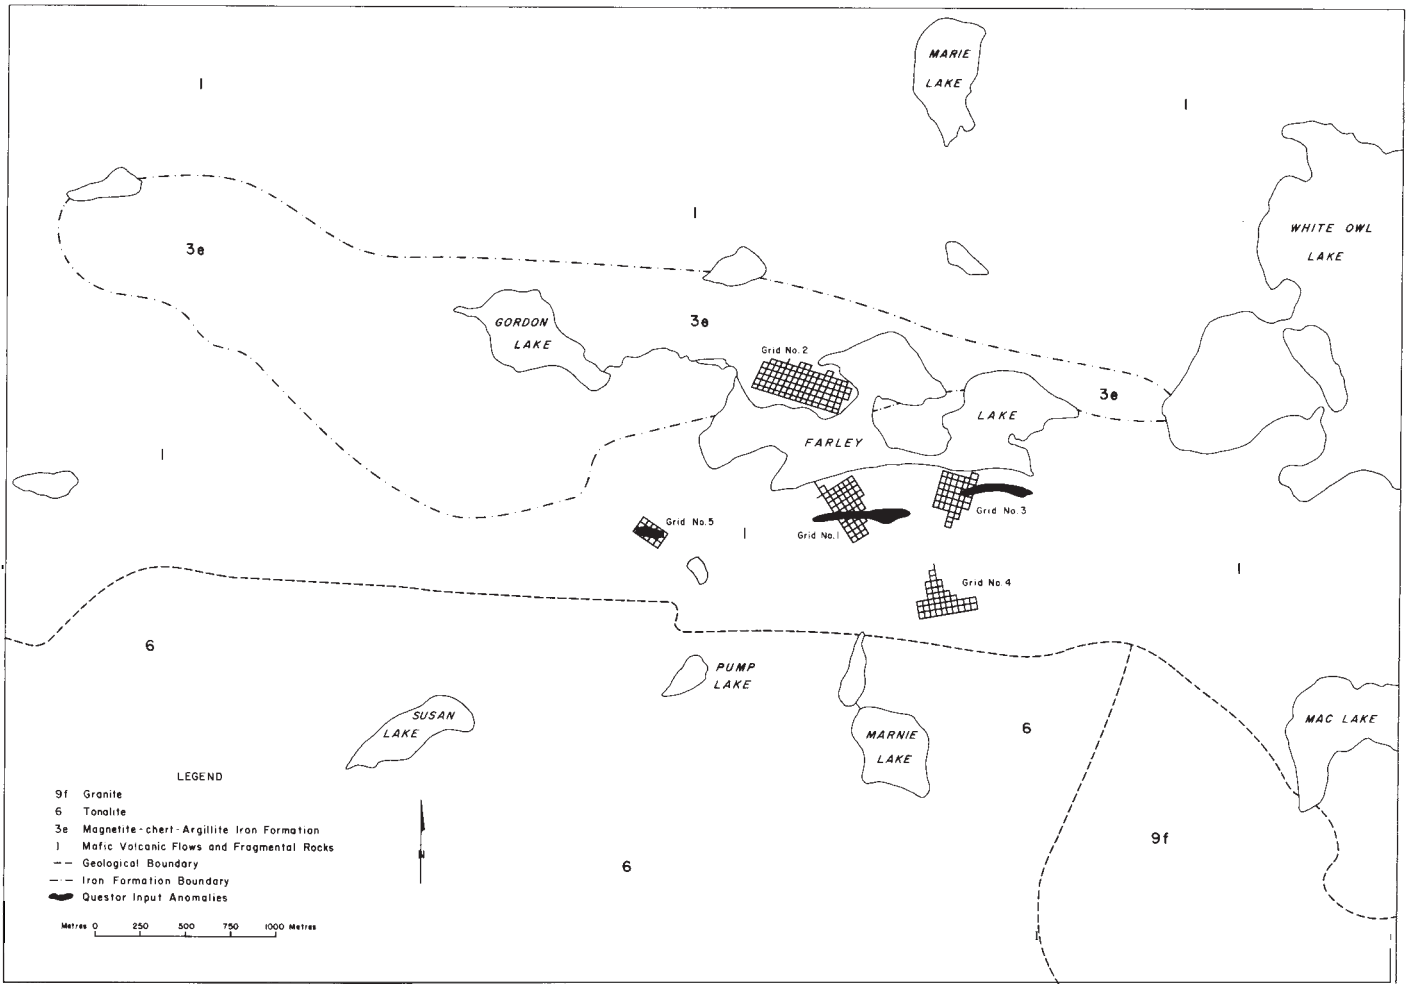 MARIE
LAKE
1
1
WHITE OWL
LAKE
1
3e
3e
GORDON
LAKE
Grid No. 2
3e
LAKE
FARLEY
1
Grid No. 5
1
Grid No. 1
Grid No. 3
1
Grid No. 4
6
PUMP
LAKE
SUSAN
LAKE
MARNIE
LAKE
6
MAC LAKE
9f
6
LEGEND
9f Granite
6 Tonalite
3e Magnetite-chert-Argillite Iron Formation
1 Mafic Volcanic Flows and Fragmental Rocks
Geological Boundary
Iron Formation Boundary
Questor Input Anomalies
N
Metres 0 250 500 750 1000 Metres